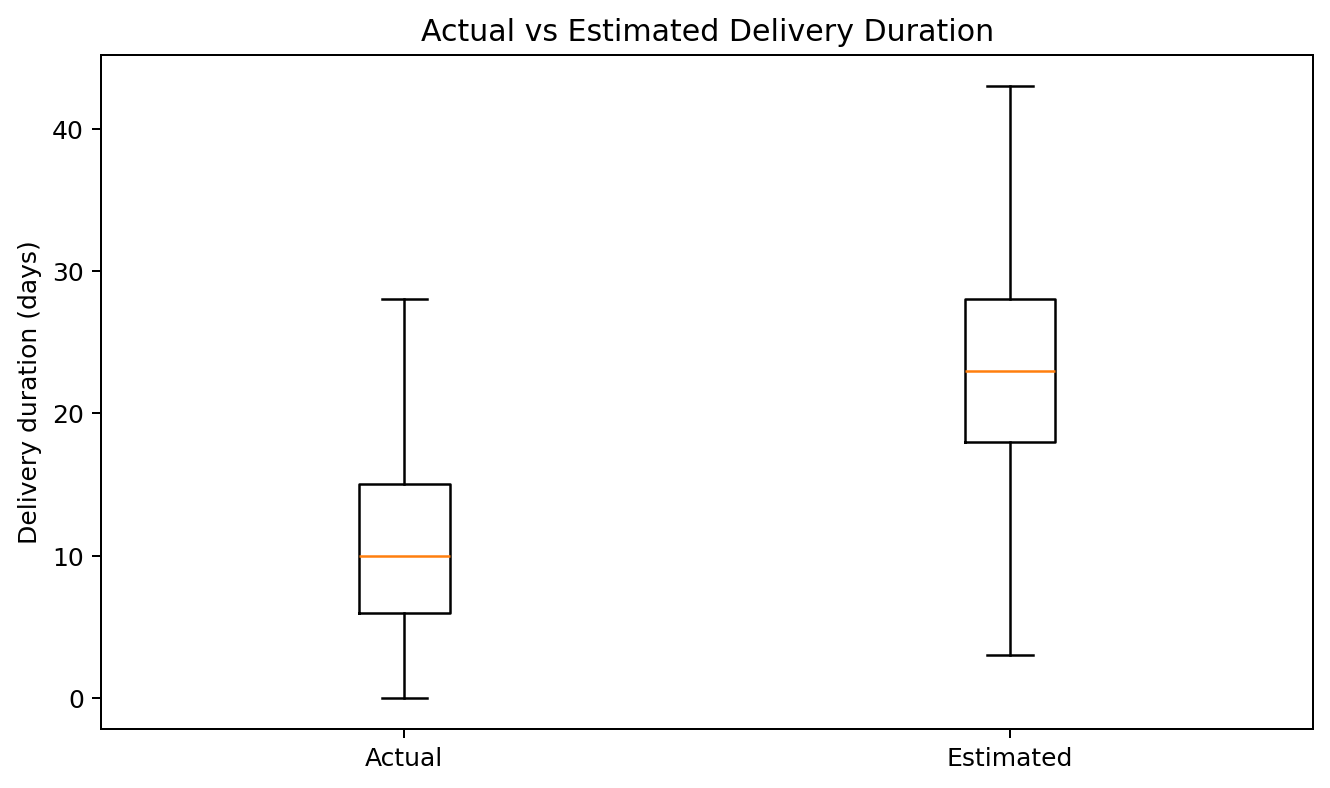 Actual vs Estimated Delivery Duration
Delivery duration (days)
40
30
20
10
0
Actual
Estimated